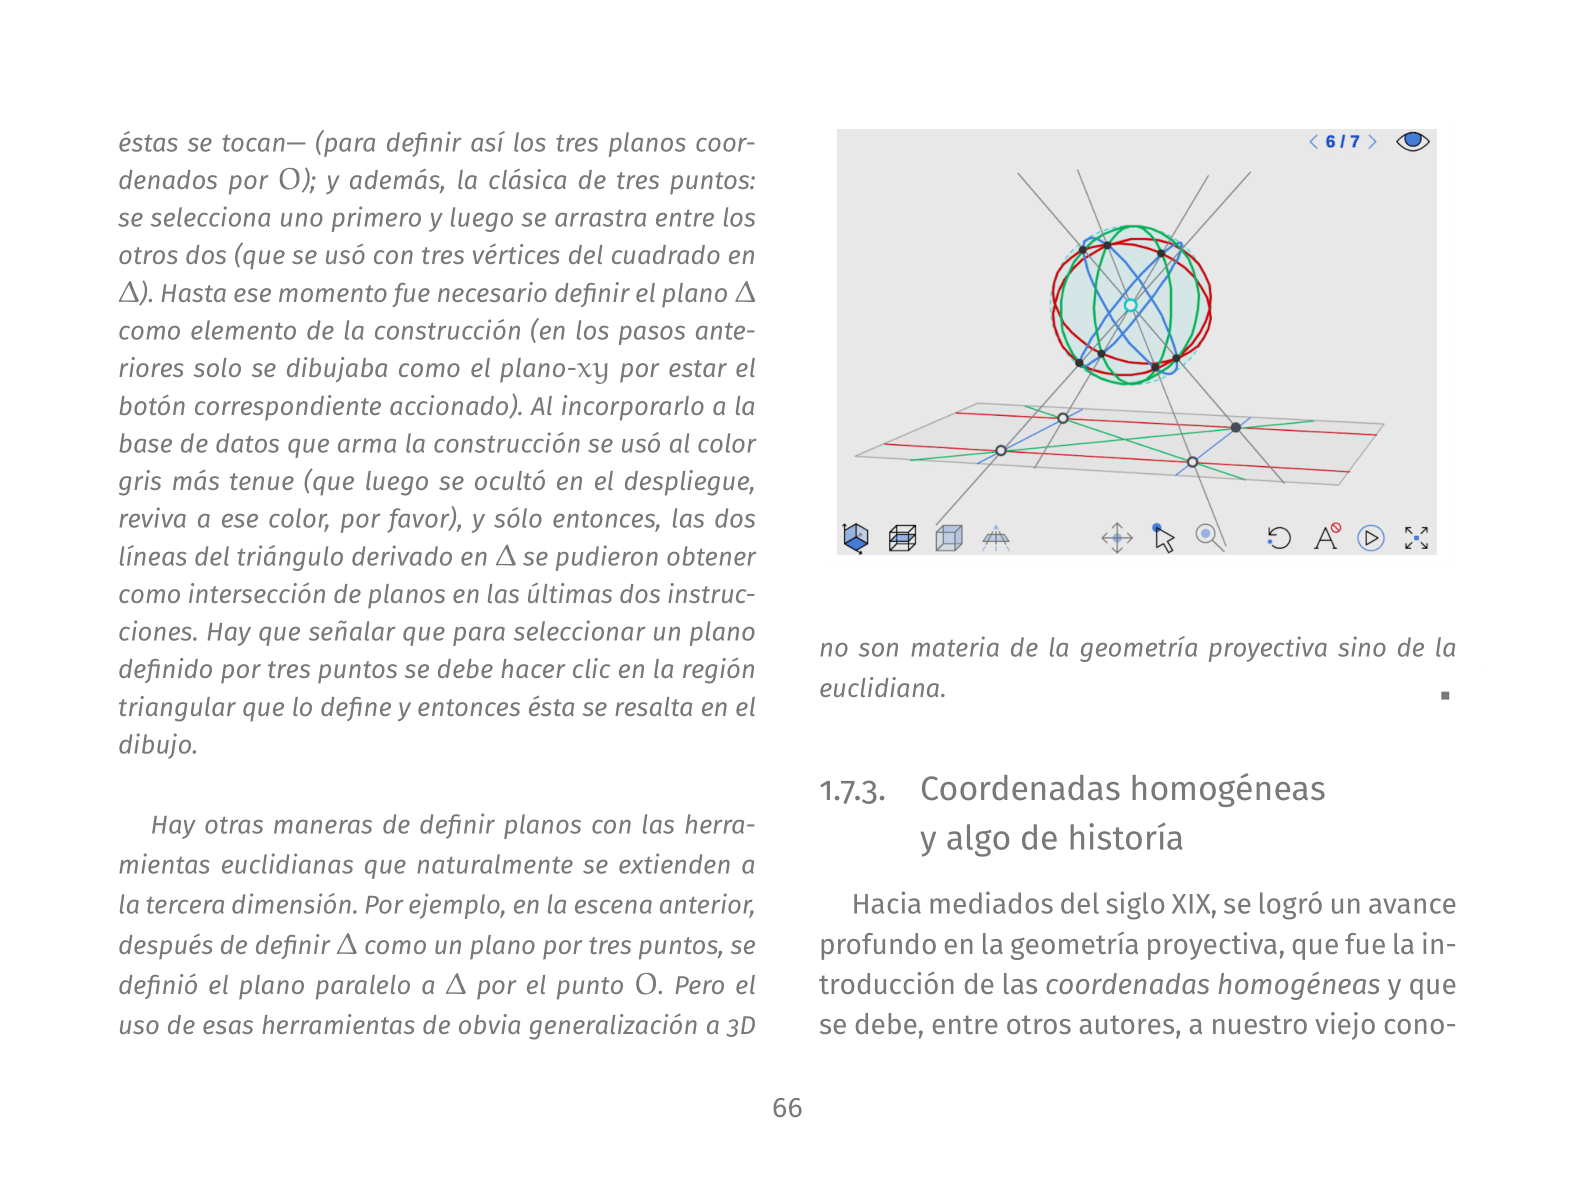 éstas se tocan— (para definir así los tres planos coor-
denados por O); y además, la clásica de tres puntos:
se selecciona uno primero y luego se arrastra entre los
otros dos (que se usó con tres vértices del cuadrado en
Δ). Hasta ese momento fue necesario definir el plano Δ
como elemento de la construcción (en los pasos ante-
riores solo se dibujaba como el plano-xy por estar el
botón correspondiente accionado). Al incorporarlo a la
base de datos que arma la construcción se usó al color
gris más tenue (que luego se ocultó en el despliegue,
reviva a ese color, por favor), y sólo entonces, las dos
líneas del triángulo derivado en Δ se pudieron obtener
como intersección de planos en las últimas dos instruc-
ciones. Hay que señalar que para seleccionar un plano
definido por tres puntos se debe hacer clic en la región
triangular que lo define y entonces ésta se resalta en el
dibujo.
Hay otras maneras de definir planos con las herra-
mientas euclidianas que naturalmente se extienden a
la tercera dimensión. Por ejemplo, en la escena anterior,
después de definir Δ como un plano por tres puntos, se
definió el plano paralelo a Δ por el punto O. Pero el
uso de esas herramientas de obvia generalización a 3D
6 / 7
A
no son materia de la geometría proyectiva sino de la
euclidiana.
1.7.3. Coordenadas homogéneas
y algo de historía
Hacia mediados del siglo XIX, se logró un avance
profundo en la geometría proyectiva, que fue la in-
troducción de las coordenadas homogéneas y que
se debe, entre otros autores, a nuestro viejo cono-
66